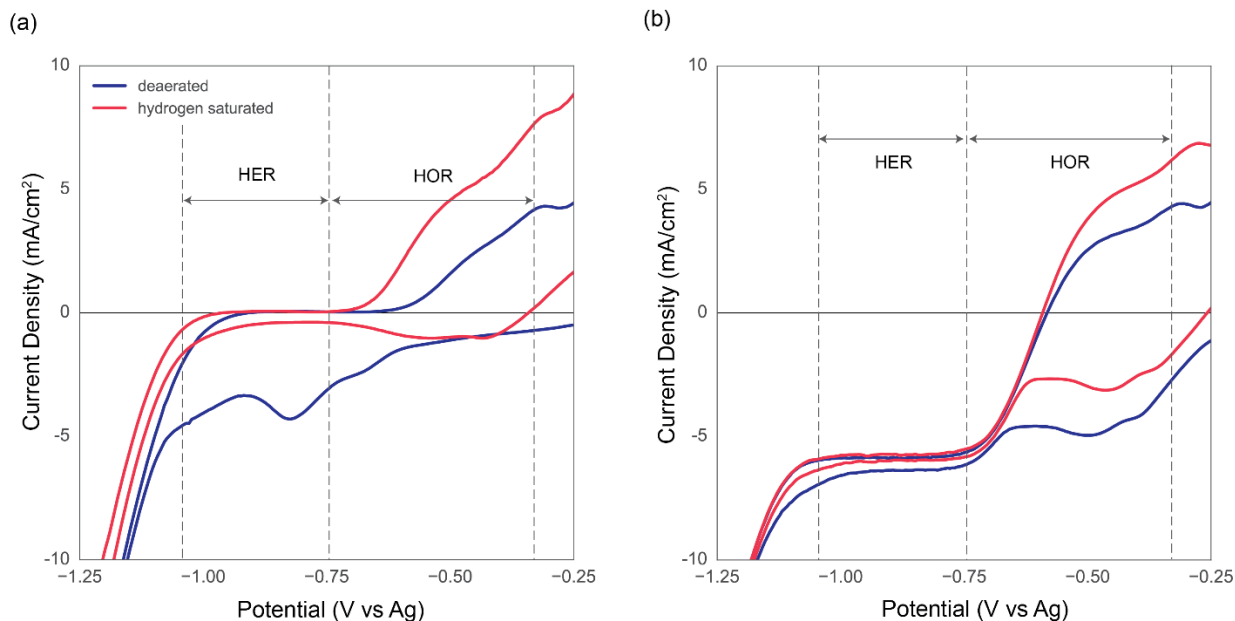 (a)
10
5
0
-5
-10
Current Density (mA/cm²)
deaerated
hydrogen saturated
HER
HOR
−1.25
−1.00
−0.75
−0.50
−0.25
Potential (V vs Ag)
(b)
10
5
0
-5
-10
Current Density (mA/cm²)
HER
HOR
−1.25
−1.00
−0.75
−0.50
−0.25
Potential (V vs Ag)